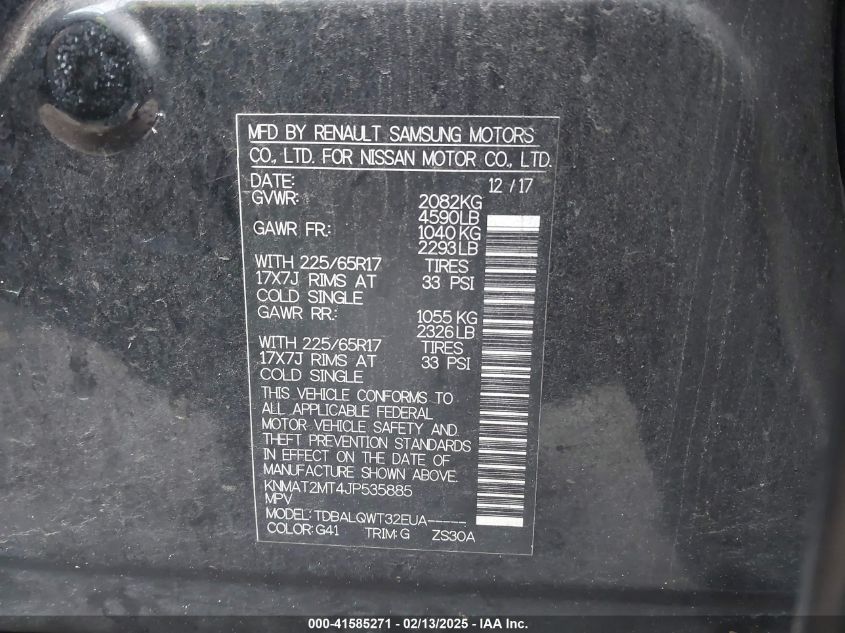 MFD BY RENAULT SAMSUNG MOTORS
CO., LTD. FOR NISSAN MOTOR CO., LTD.
DATE: 12 / 17
GVWR: 2082KG
4590LB
GAWR FR.: 1040 KG
2293 LB
WITH 225/65R17 TIRES
17X7J RIMS AT 33 PSI
COLD SINGLE
GAWR RR.: 1055 KG
2326 LB
WITH 225/65R17 TIRES
17X7J RIMS AT 33 PSI
COLD SINGLE
THIS VEHICLE CONFORMS TO
ALL APPLICABLE FEDERAL
MOTOR VEHICLE SAFETY AND
THEFT PREVENTION STANDARDS
IN EFFECT ON THE DATE OF
MANUFACTURE SHOWN ABOVE.
KNMAT2MT4JP535885
MPV
MODEL: TDBALQWT32EUA-----
COLOR: G41 TRIM: G ZS30A
000-41585271 - 02/13/2025 - IAA Inc.